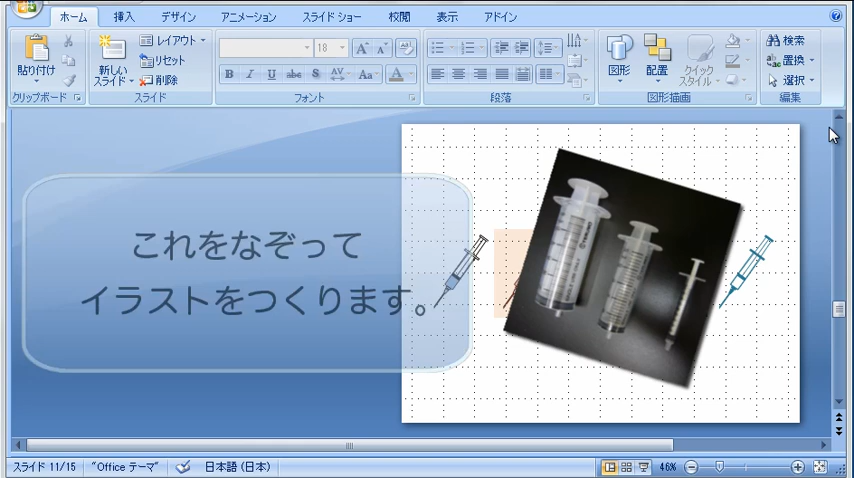 ホーム 挿入 デザイン アニメーション スライド ショー 校閲 表示 アドイン
貼り付け
クリップボード
新しい
スライド
レイアウト
リセット
削除
スライド
18
B I U abc S AV Aa A
フォント
段落
図形
配置
クイック
スタイル
図形描画
検索
置換
選択
編集
これをなぞって
イラストをつくります。
スライド 11/15 "Office テーマ" 日本語 (日本) 46%